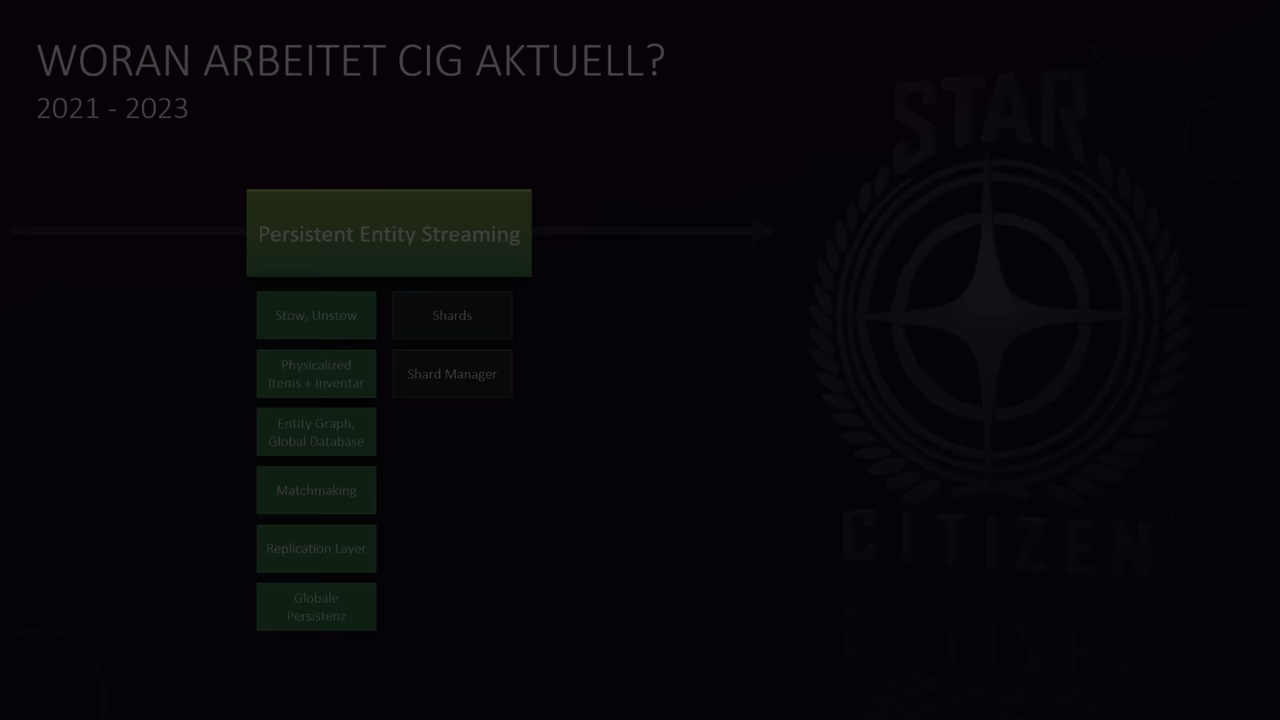 WORAN ARBEITET CIG AKTUELL?
2021 - 2023
STAR
Persistent Entity Streaming
Stow, Unstow
Shards
Physicalized
Items + Inventar
Shard Manager
Entity Graph,
Global Database
Matchmaking
Replication Layer
Globale
Persistenz
CITIZEN